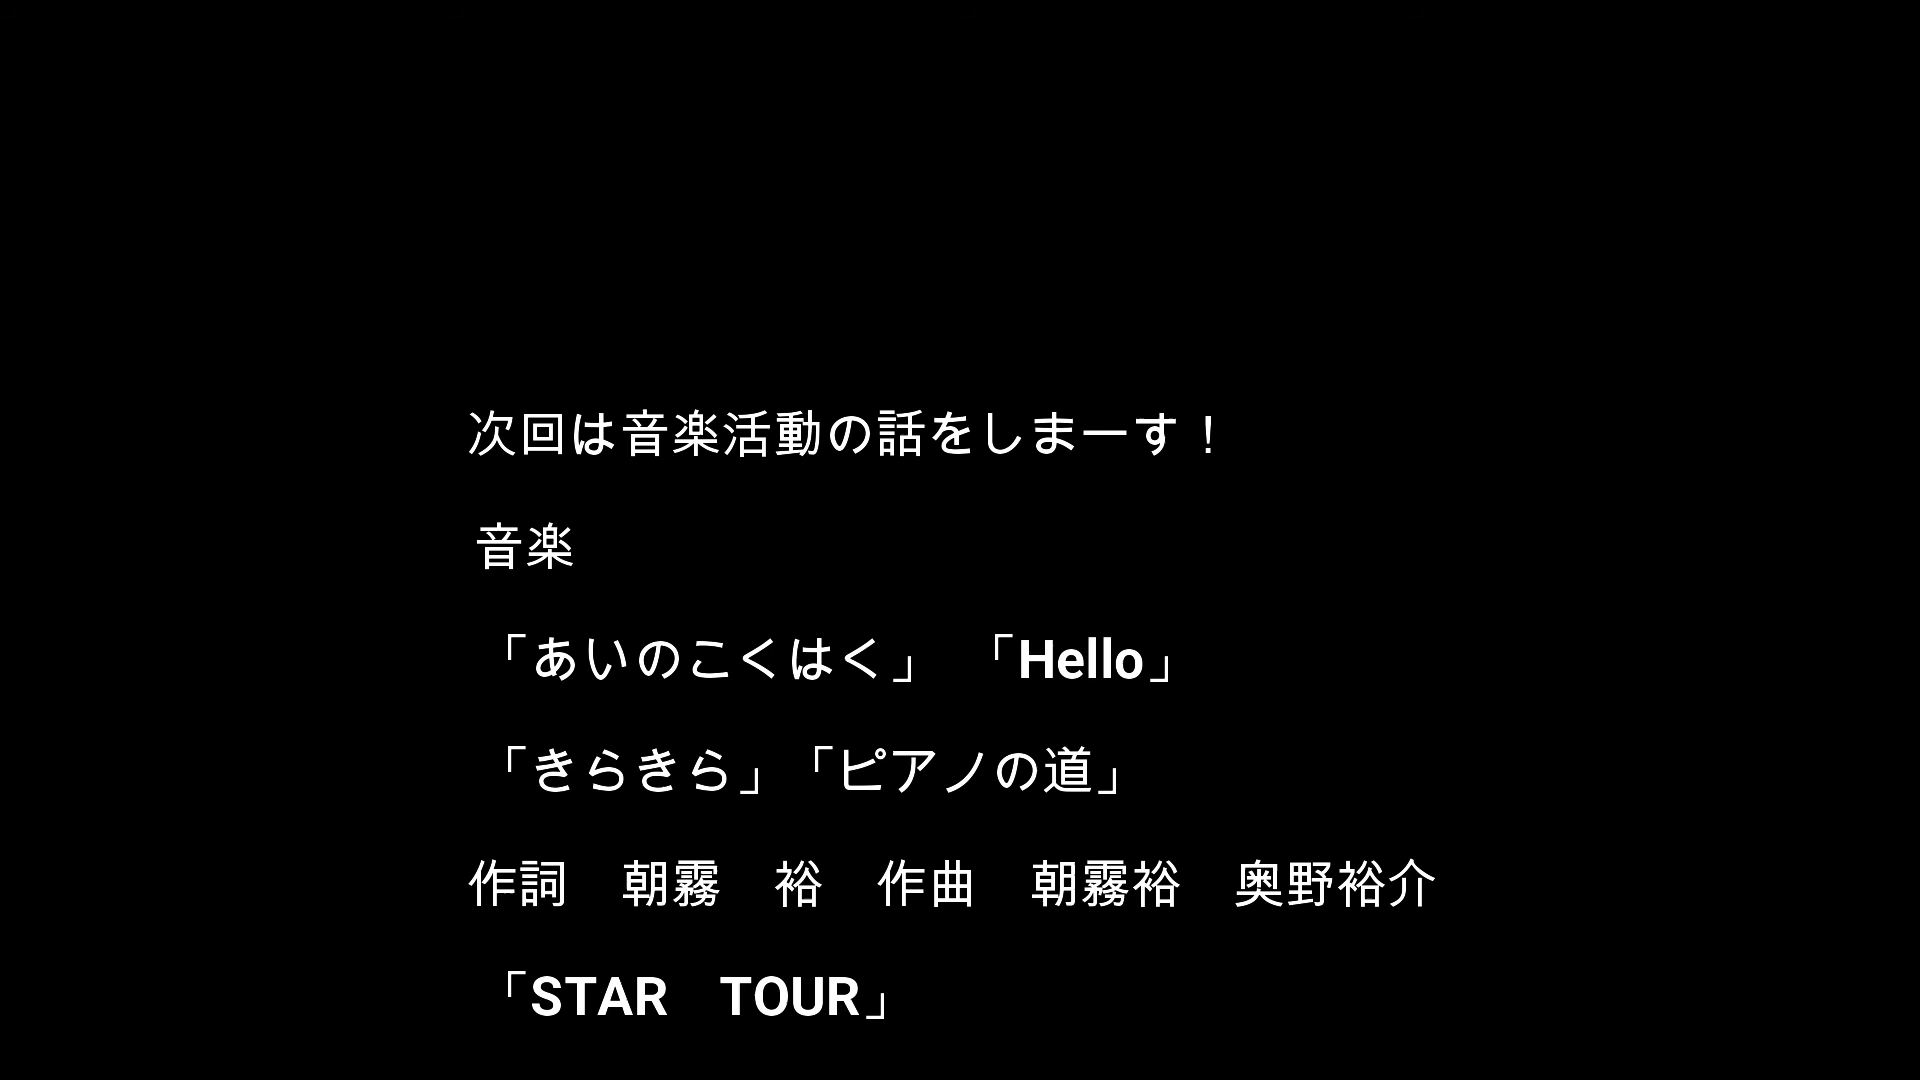 次回は音楽活動の話をしまーす！
音楽
「あいのこくはく」　「Hello」
「きらきら」「ピアノの道」
作詞　朝霧　裕　作曲　朝霧裕　奥野裕介
「STAR　TOUR」